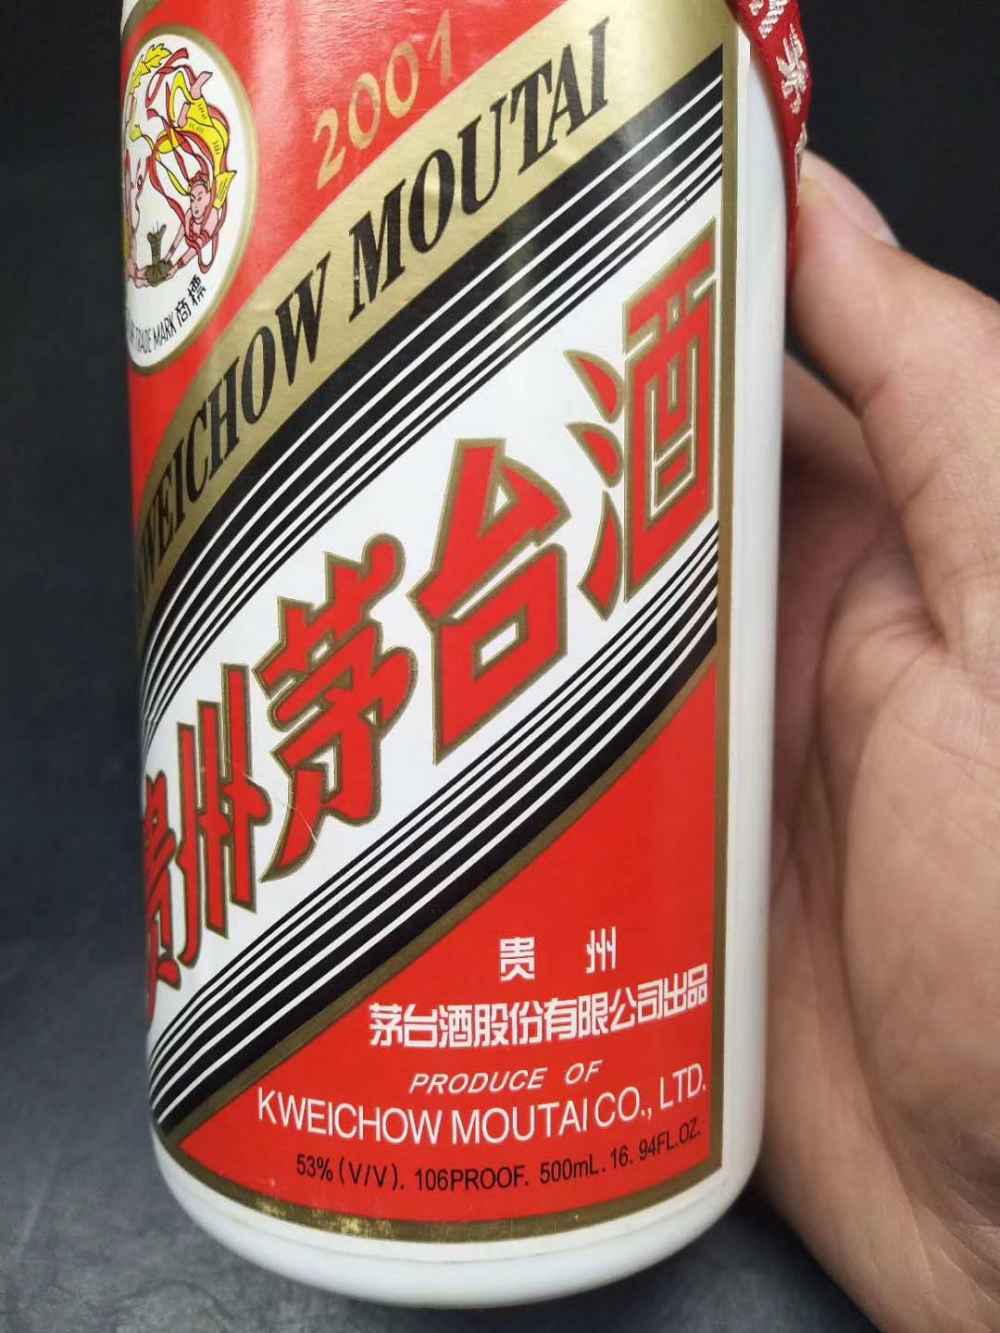 2001
TRADE MARK 商標
KWEICHOW MOUTAI
貴州茅台酒
贵州
茅台酒股份有限公司出品
PRODUCE OF
KWEICHOW MOUTAI CO., LTD.
53% (V/V). 106PROOF. 500mL. 16. 94FL.OZ.